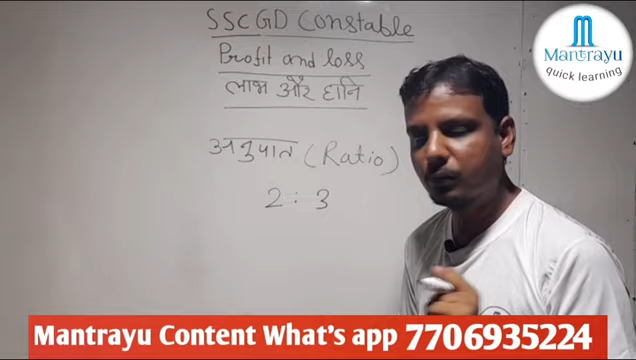 SSC GD Constable
Profit and loss
लाभ और हानि
अनुपात (Ratio)
2 : 3
Mantrayu
quick learning
Mantrayu Content What's app 7706935224